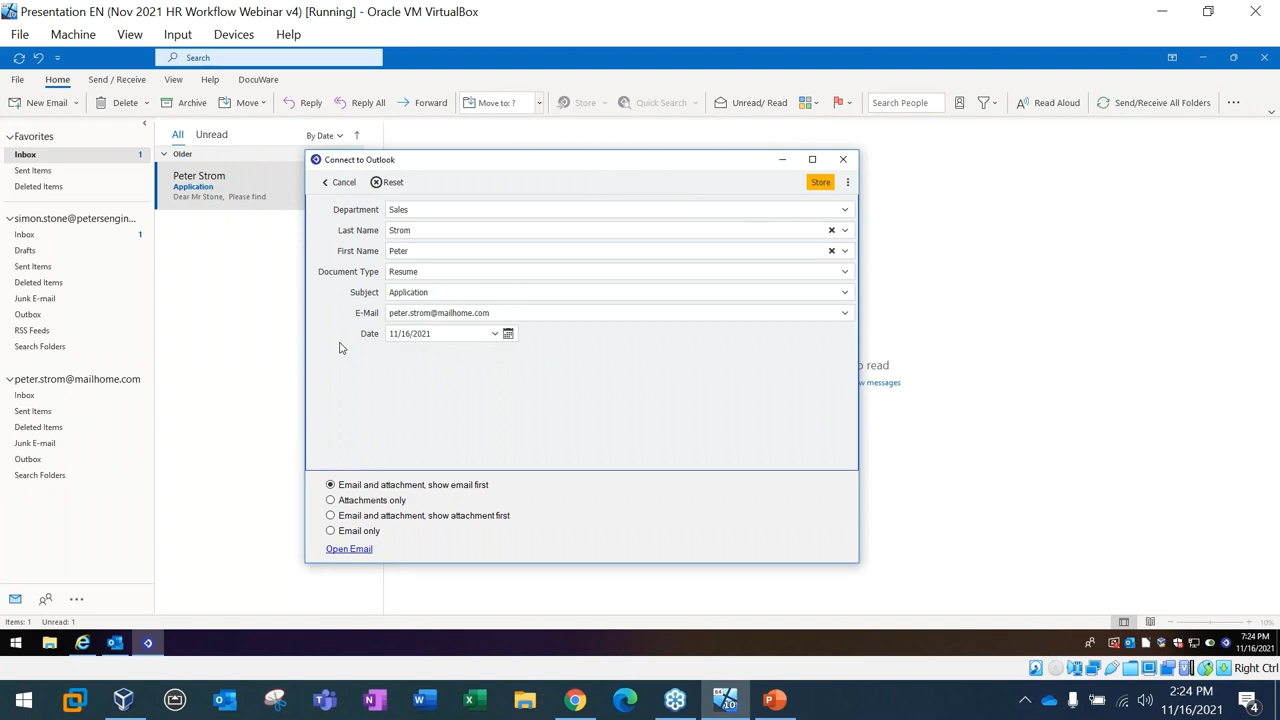 Presentation EN (Nov 2021 HR Workflow Webinar v4) [Running] - Oracle VM VirtualBox
File Machine View Input Devices Help
Search
File Home Send / Receive View Help DocuWare
New Email Delete Archive Move Reply Reply All Forward Move to: ? Store Quick Search Unread/ Read Search People Read Aloud Send/Receive All Folders
Favorites
Inbox 1
Sent Items
Deleted Items
simon.stone@petersengin...
Inbox 1
Drafts
Sent Items
Deleted Items
Junk E-mail
Outbox
RSS Feeds
Search Folders
peter.strom@mailhome.com
Inbox
Sent Items
Deleted Items
Junk E-mail
Outbox
Search Folders
All Unread By Date
Older
Peter Strom
Application
Dear Mr Stone, Please find
Connect to Outlook
Cancel Reset Store
Department Sales
Last Name Strom
First Name Peter
Document Type Resume
Subject Application
E-Mail peter.strom@mailhome.com
Date 11/16/2021
Email and attachment, show email first
Attachments only
Email and attachment, show attachment first
Email only
Open Email
read
messages
Items: 1 Unread: 1 10%
7:24 PM
11/16/2021
Right Ctrl
2:24 PM
11/16/2021
4